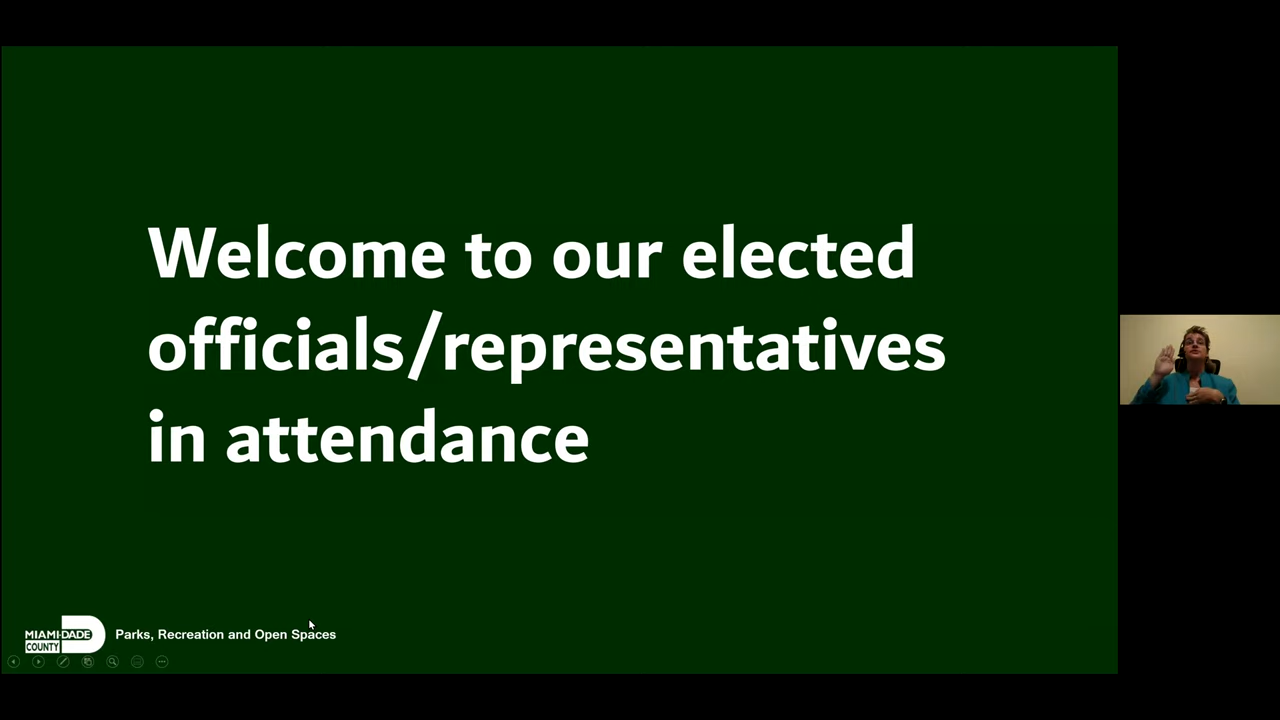 Welcome to our elected
officials/representatives
in attendance
MIAMI-DADE
COUNTY
Parks, Recreation and Open Spaces